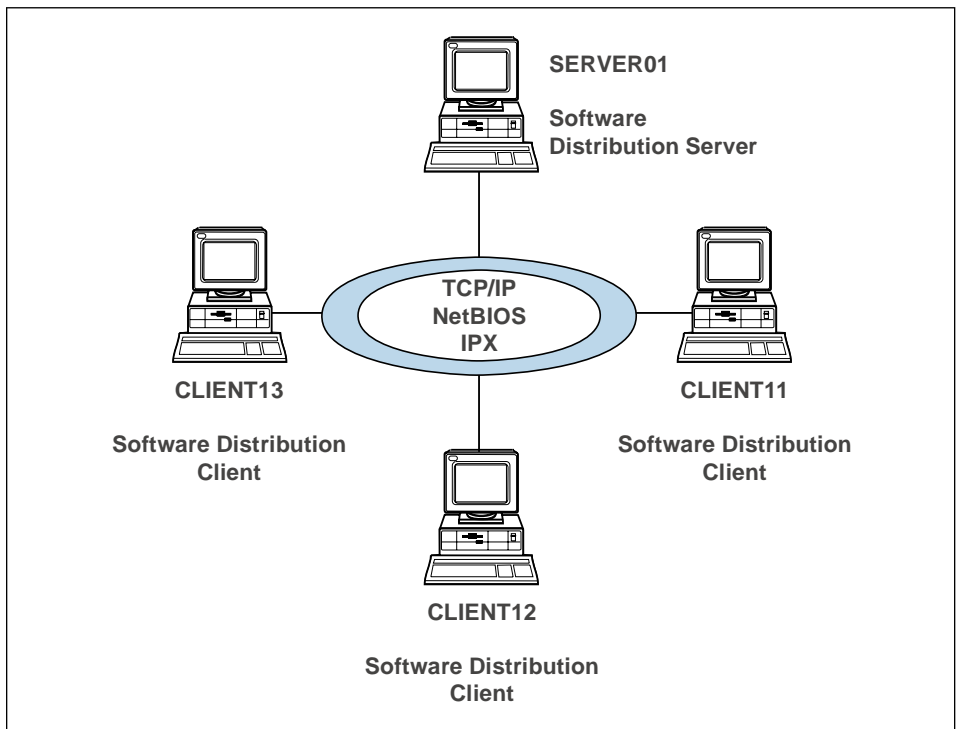 SERVER01
Software
Distribution Server
TCP/IP
NetBIOS
IPX
CLIENT13
Software Distribution
Client
CLIENT11
Software Distribution
Client
CLIENT12
Software Distribution
Client